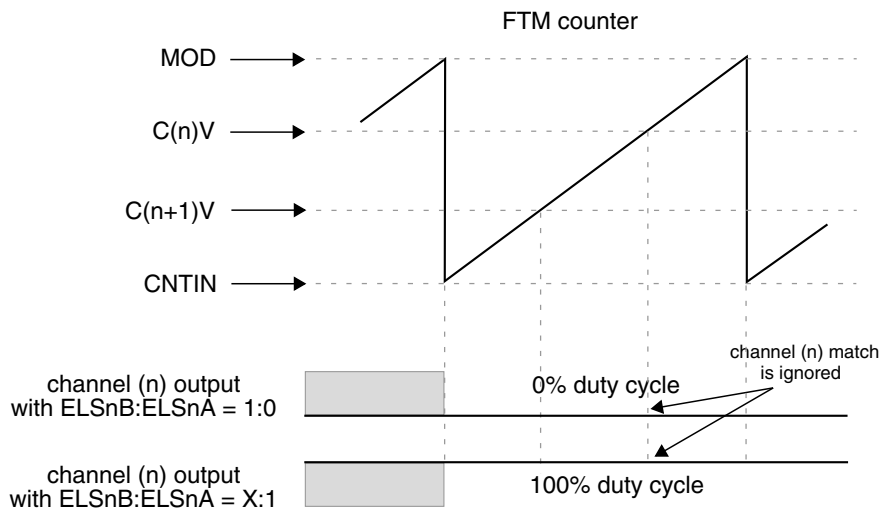 FTM counter
MOD
C(n)V
C(n+1)V
CNTIN
channel (n) match
is ignored
channel (n) output
with ELSnB:ELSnA = 1:0
0% duty cycle
channel (n) output
with ELSnB:ELSnA = X:1
100% duty cycle